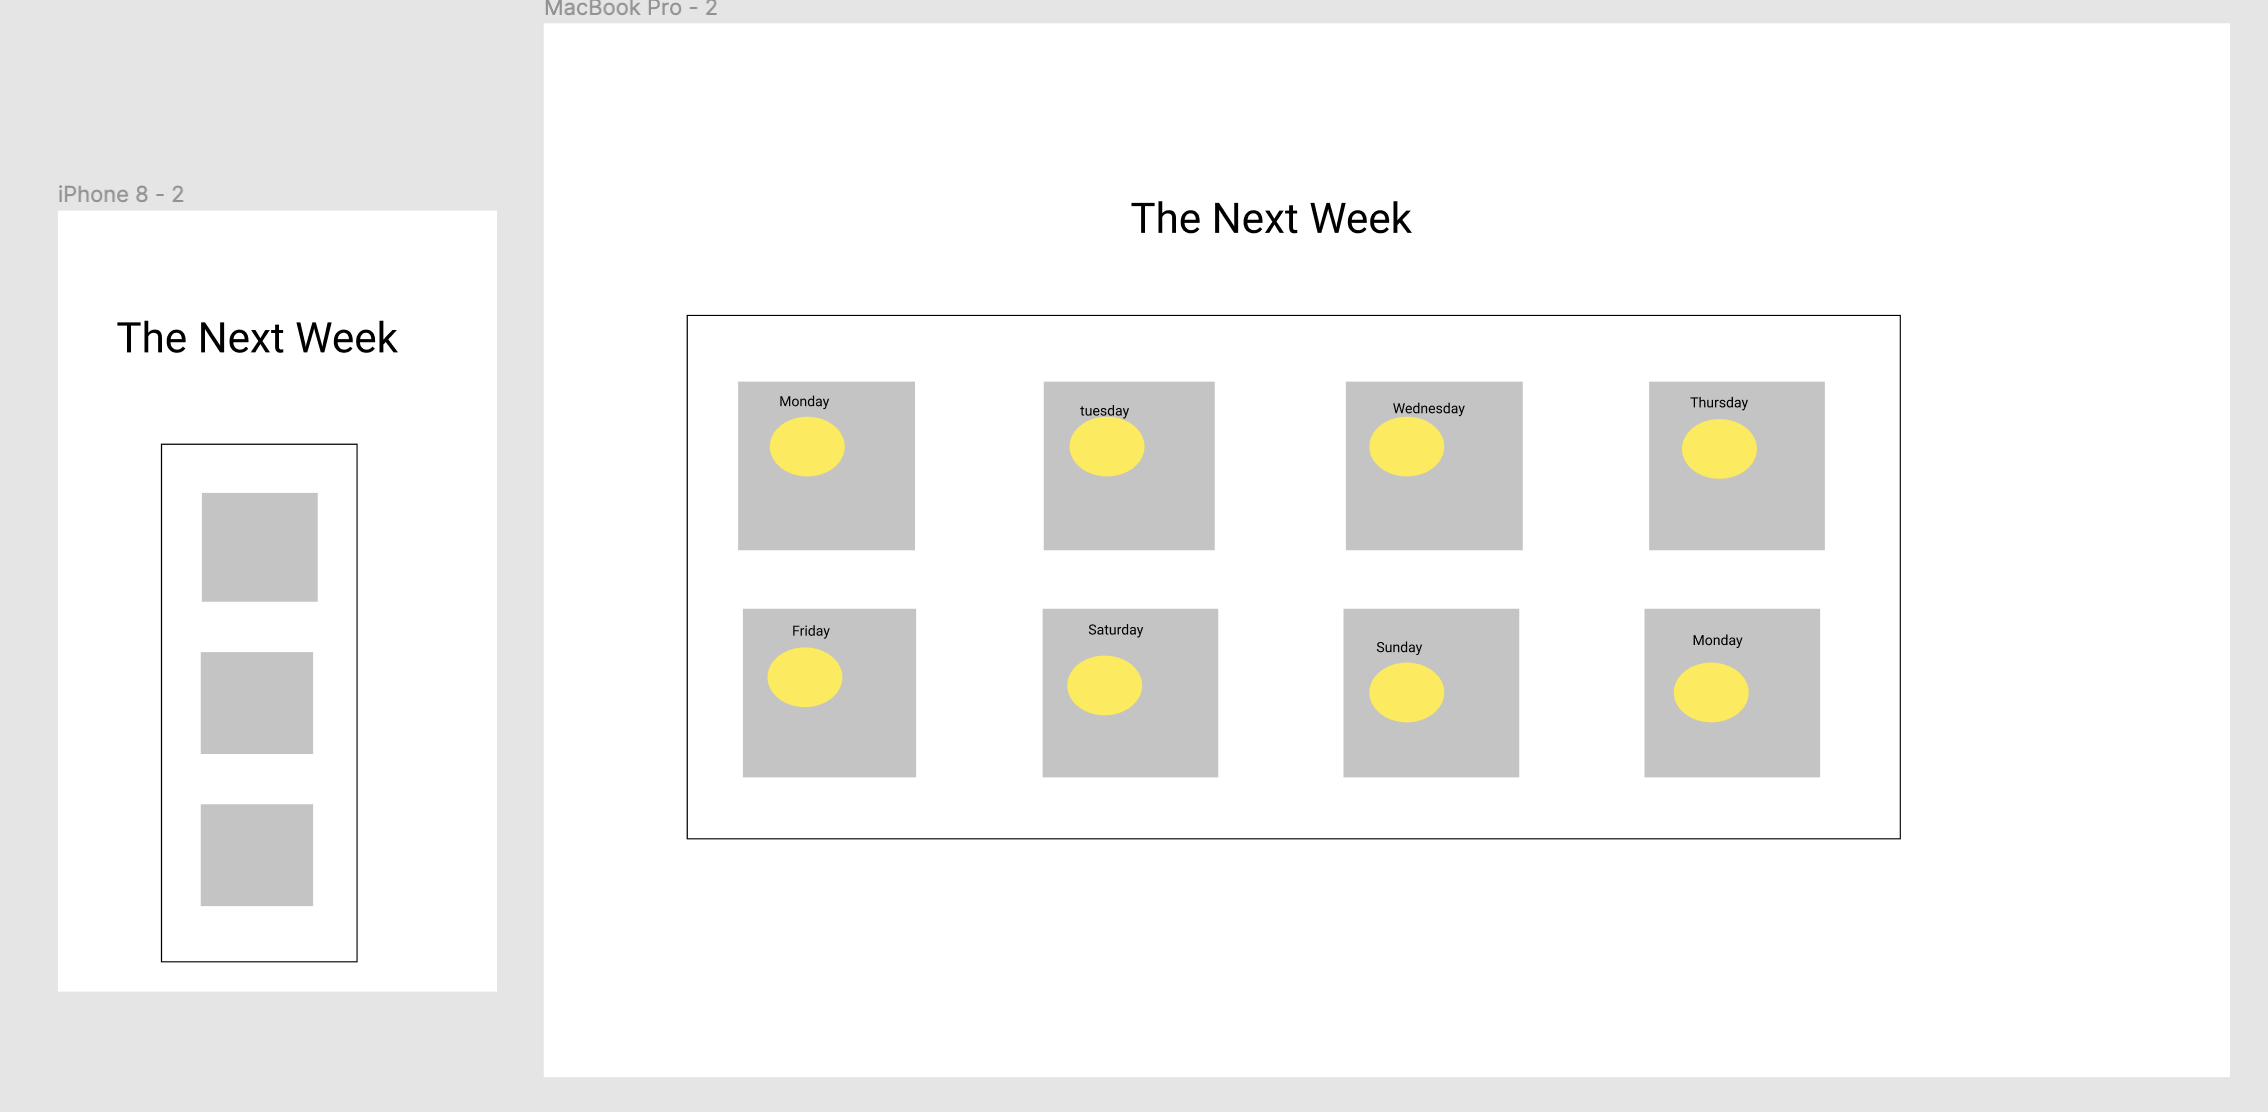 MacBook Pro - 2
iPhone 8 - 2
The Next Week
The Next Week
Monday
tuesday
Wednesday
Thursday
Friday
Saturday
Sunday
Monday